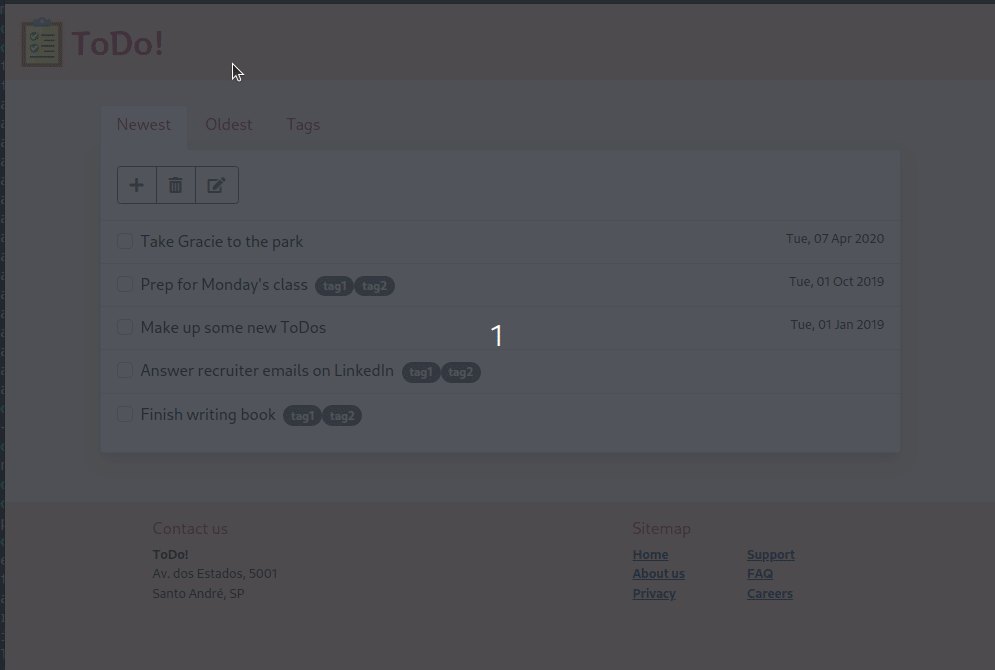 ToDo!
Newest Oldest Tags
Take Gracie to the park Tue, 07 Apr 2020
Prep for Monday's class tag1 tag2 Tue, 01 Oct 2019
Make up some new ToDos 1 Tue, 01 Jan 2019
Answer recruiter emails on LinkedIn tag1 tag2
Finish writing book tag1 tag2
Contact us
ToDo!
Av. dos Estados, 5001
Santo André, SP
Sitemap
Home Support
About us FAQ
Privacy Careers